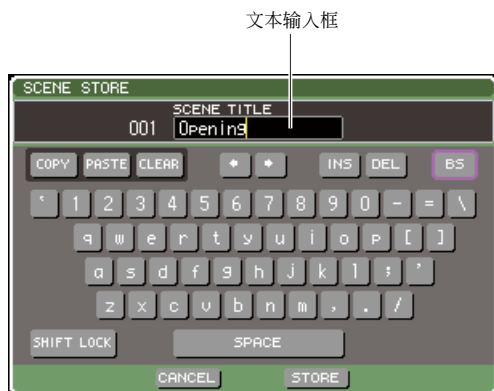 文本输入框
SCENE STORE
SCENE TITLE
001 Opening
COPY PASTE CLEAR INS DEL BS
` 1 2 3 4 5 6 7 8 9 0 - = \
q w e r t y u i o p [ ]
a s d f g h j k l ; '
z x c v b n m , . /
SHIFT LOCK SPACE
CANCEL STORE